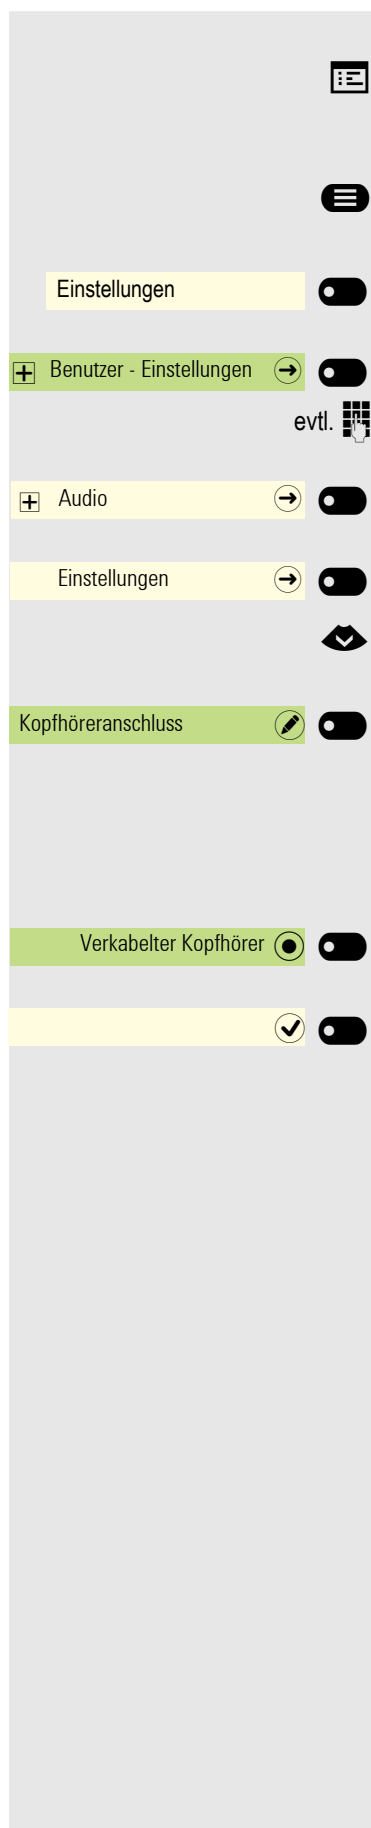 Einstellungen
Benutzer - Einstellungen
evtl.
Audio
Einstellungen
Kopfhöreranschluss
Verkabelter Kopfhörer